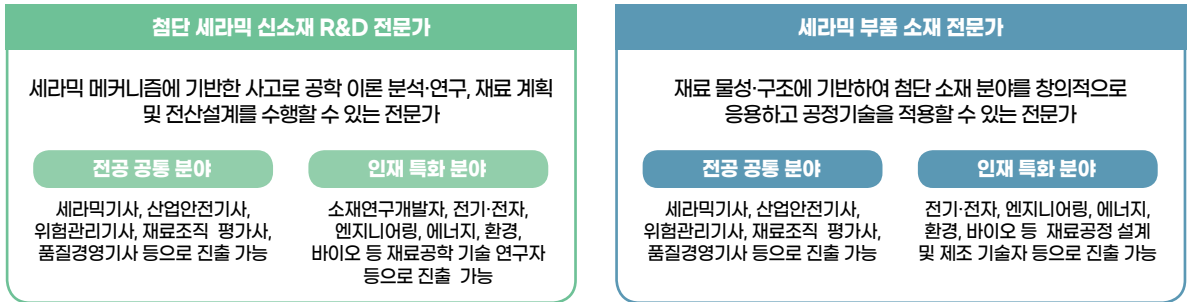 첨단 세라믹 신소재 R&D 전문가
세라믹 메커니즘에 기반한 사고로 공학 이론 분석·연구, 재료 계획
및 전산설계를 수행할 수 있는 전문가
전공 공통 분야
세라믹기사, 산업안전기사,
위험관리기사, 재료조직 평가사,
품질경영기사 등으로 진출 가능
인재 특화 분야
소재연구개발자, 전기·전자,
엔지니어링, 에너지, 환경,
바이오 등 재료공학 기술 연구자
등으로 진출 가능
세라믹 부품 소재 전문가
재료 물성·구조에 기반하여 첨단 소재 분야를 창의적으로
응용하고 공정기술을 적용할 수 있는 전문가
전공 공통 분야
세라믹기사, 산업안전기사,
위험관리기사, 재료조직 평가사,
품질경영기사 등으로 진출 가능
인재 특화 분야
전기·전자, 엔지니어링, 에너지,
환경, 바이오 등 재료공정 설계
및 제조 기술자 등으로 진출 가능